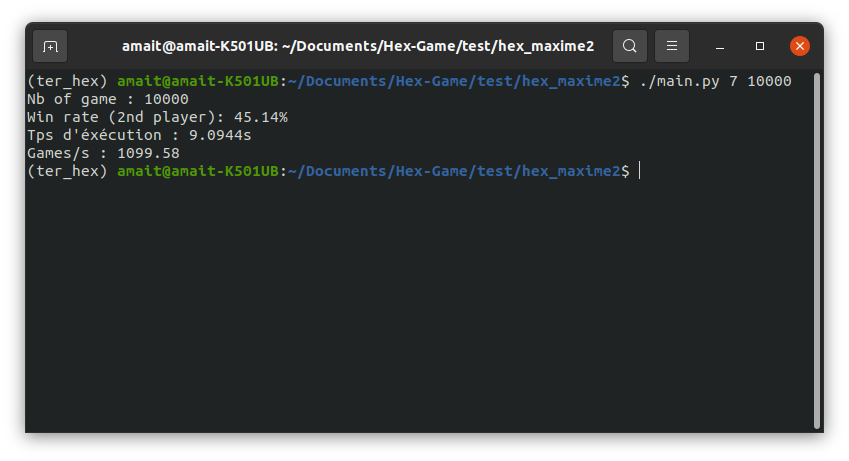 amait@amait-K501UB: ~/Documents/Hex-Game/test/hex_maxime2
(ter_hex) amait@amait-K501UB:~/Documents/Hex-Game/test/hex_maxime2$ ./main.py 7 10000
Nb of game : 10000
Win rate (2nd player): 45.14%
Tps d'éxécution : 9.0944s
Games/s : 1099.58
(ter_hex) amait@amait-K501UB:~/Documents/Hex-Game/test/hex_maxime2$